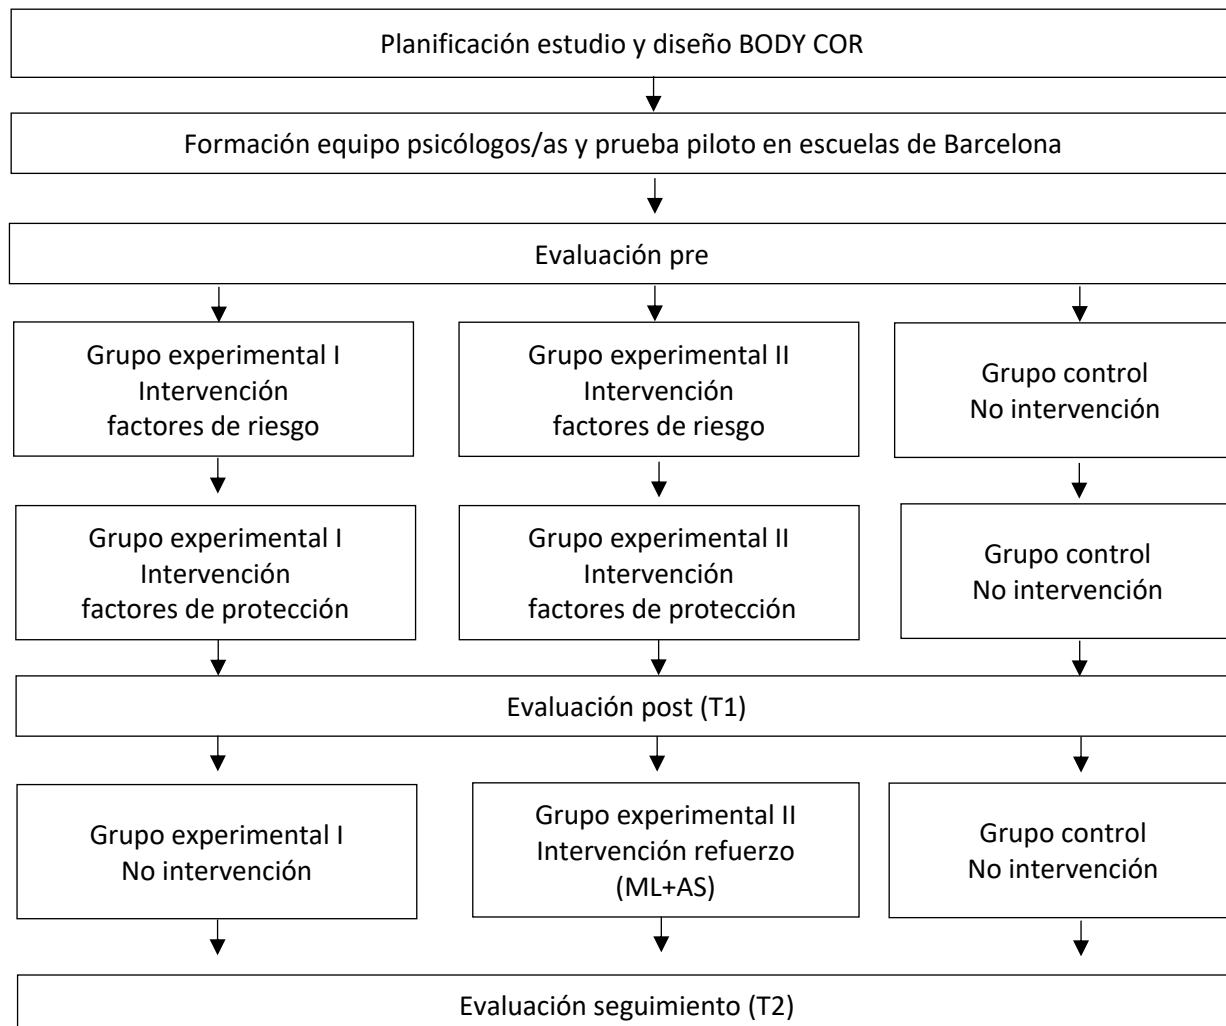 Planificación estudio y diseño BODY COR
Formación equipo psicólogos/as y prueba piloto en escuelas de Barcelona
Evaluación pre
Grupo experimental I
Intervención
factores de riesgo
Grupo experimental II
Intervención
factores de riesgo
Grupo control
No intervención
Grupo experimental I
Intervención
factores de protección
Grupo experimental II
Intervención
factores de protección
Grupo control
No intervención
Evaluación post (T1)
Grupo experimental I
No intervención
Grupo experimental II
Intervención refuerzo
(ML+AS)
Grupo control
No intervención
Evaluación seguimiento (T2)